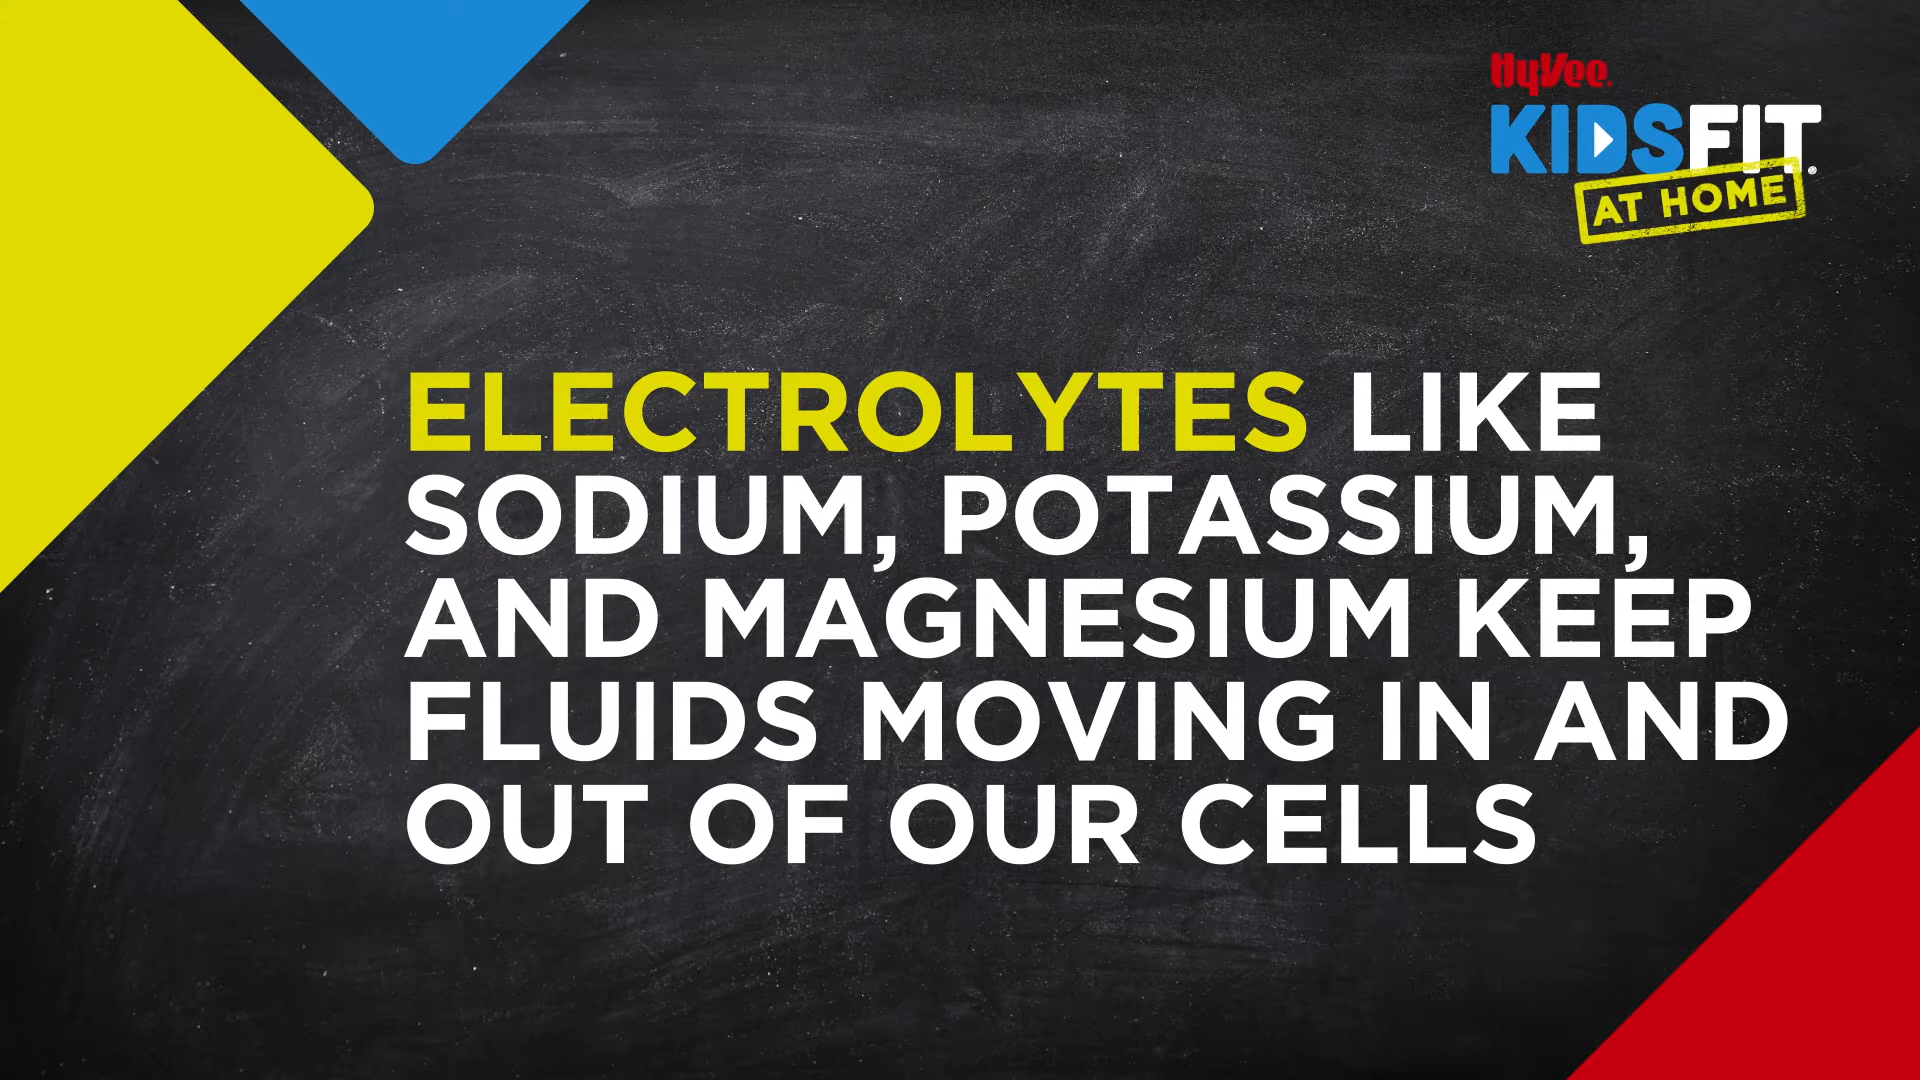 HyVee
KIDSFIT®
AT HOME
ELECTROLYTES LIKE
SODIUM, POTASSIUM,
AND MAGNESIUM KEEP
FLUIDS MOVING IN AND
OUT OF OUR CELLS